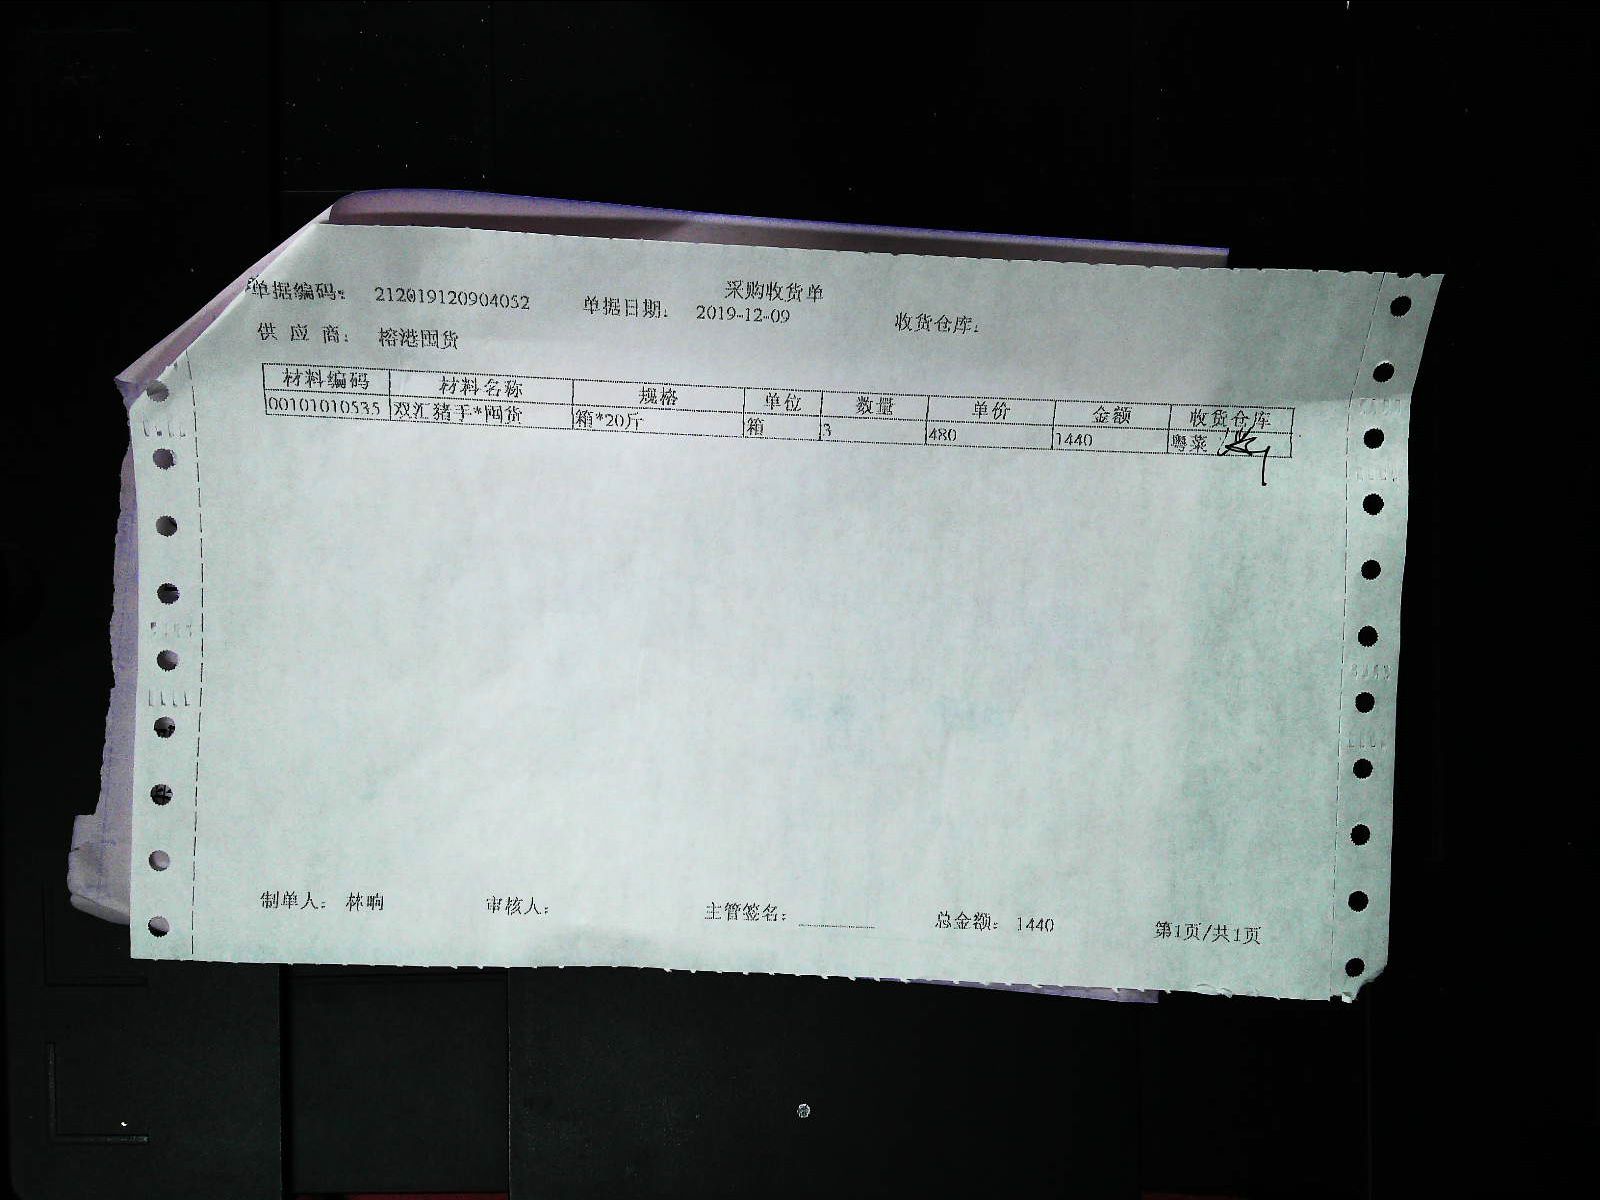 采购收货单
单据编码: 212019120904052 单据日期: 2019-12-09 收货仓库:
供 应 商: 榕港囤货
材料编码 材料名称 规格 单位 数量 单价 金额 收货仓库
00101010535 双汇猪手*囤货 箱*20斤 箱 3 480 1440 粤菜
制单人: 林响 审核人: 主管签名: 总金额: 1440 第1页/共1页